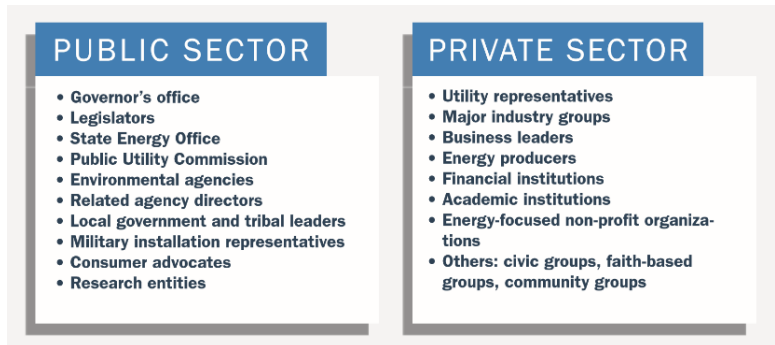 PUBLIC SECTOR
• Governor's office
• Legislators
• State Energy Office
• Public Utility Commission
• Environmental agencies
• Related agency directors
• Local government and tribal leaders
• Military installation representatives
• Consumer advocates
• Research entities
PRIVATE SECTOR
• Utility representatives
• Major industry groups
• Business leaders
• Energy producers
• Financial institutions
• Academic institutions
• Energy-focused non-profit organiza-
tions
• Others: civic groups, faith-based
groups, community groups